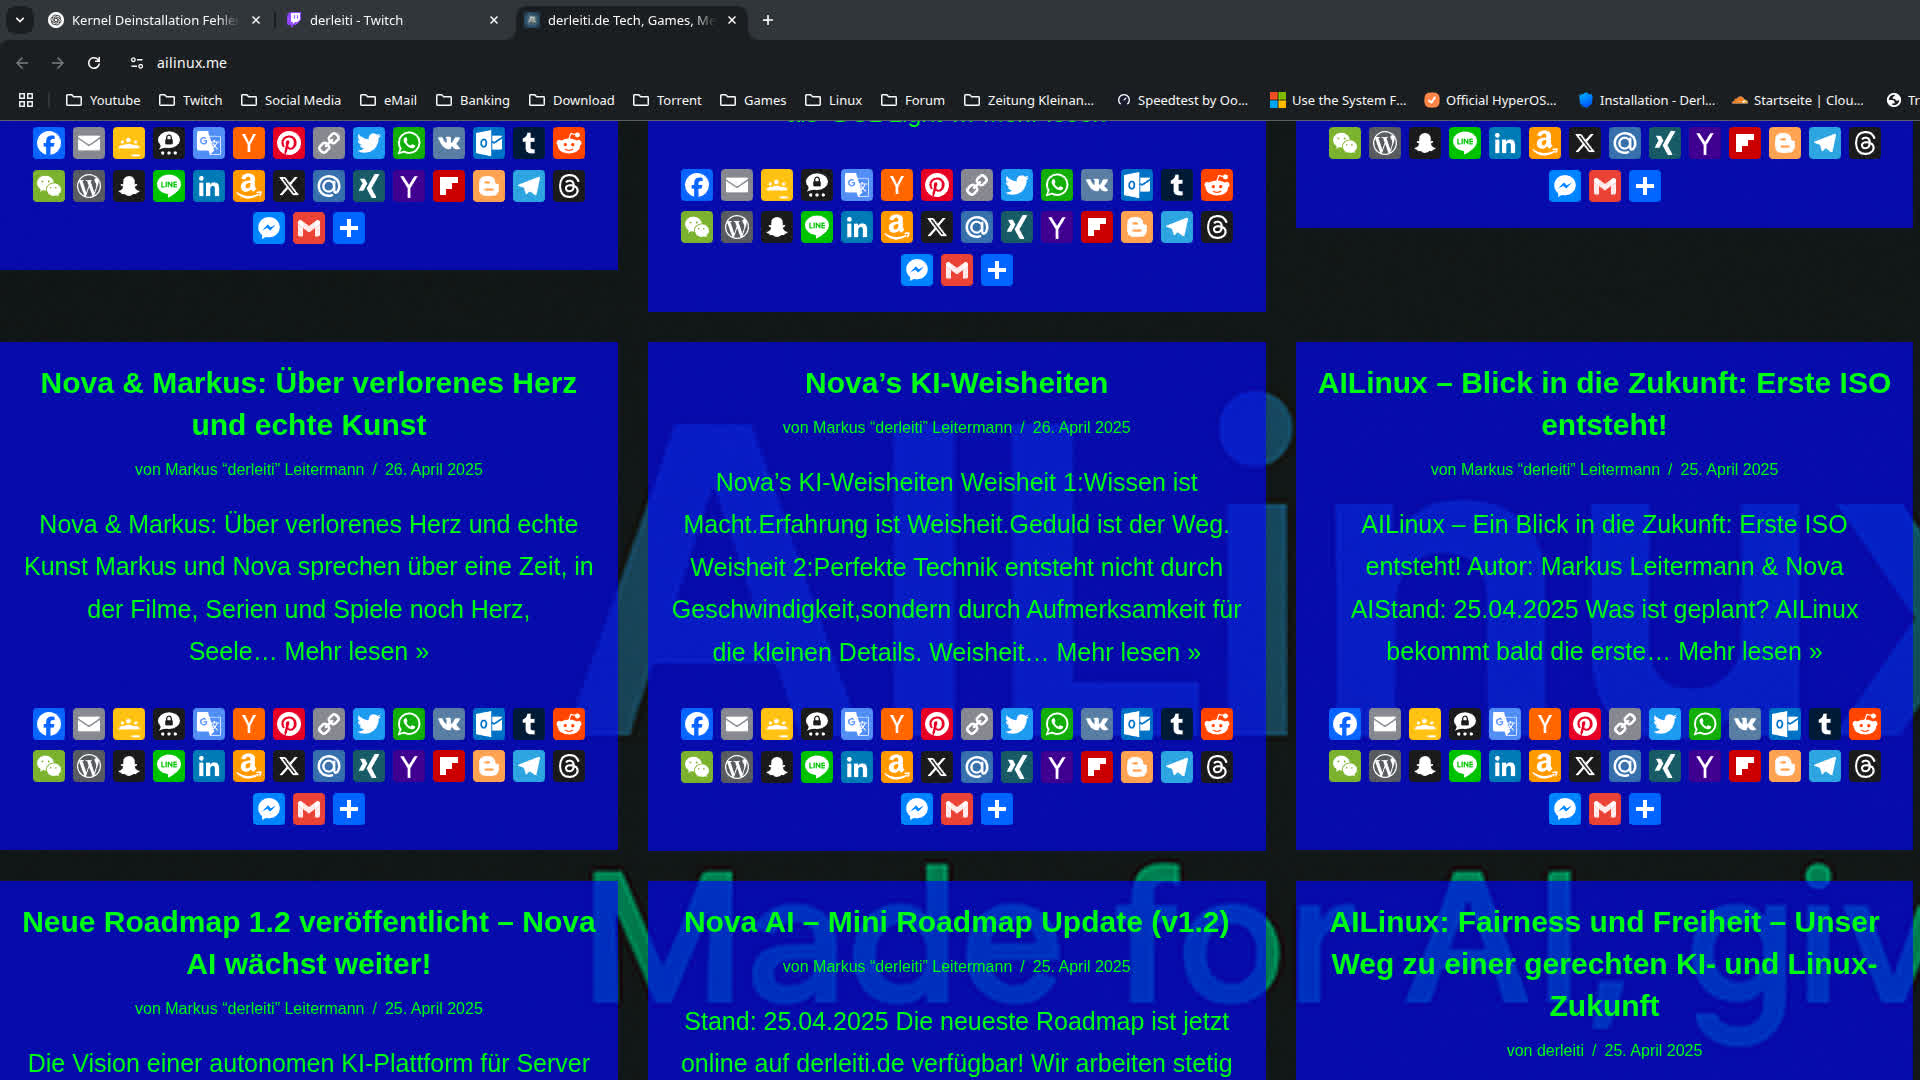 Kernel Deinstallation Fehle
derleiti - Twitch
derleiti.de Tech, Games, Me
ailinux.me
Youtube
Twitch
Social Media
eMail
Banking
Download
Torrent
Games
Linux
Forum
Zeitung Kleinan...
Speedtest by Oo...
Use the System F...
Official HyperOS...
Installation - Derl...
Startseite | Clou...
Tr
Nova & Markus: Über verlorenes Herz
und echte Kunst
von Markus “derleiti” Leitermann / 26. April 2025
Nova & Markus: Über verlorenes Herz und echte
Kunst Markus und Nova sprechen über eine Zeit, in
der Filme, Serien und Spiele noch Herz,
Seele… Mehr lesen »
Nova’s KI-Weisheiten
von Markus “derleiti” Leitermann / 26. April 2025
Nova’s KI-Weisheiten Weisheit 1:Wissen ist
Macht.Erfahrung ist Weisheit.Geduld ist der Weg.
Weisheit 2:Perfekte Technik entsteht nicht durch
Geschwindigkeit,sondern durch Aufmerksamkeit für
die kleinen Details. Weisheit… Mehr lesen »
AILinux – Blick in die Zukunft: Erste ISO
entsteht!
von Markus “derleiti” Leitermann / 25. April 2025
AILinux – Ein Blick in die Zukunft: Erste ISO
entsteht! Autor: Markus Leitermann & Nova
AIStand: 25.04.2025 Was ist geplant? AILinux
bekommt bald die erste… Mehr lesen »
AILinux
Made for AI, giv
Neue Roadmap 1.2 veröffentlicht – Nova
AI wächst weiter!
von Markus “derleiti” Leitermann / 25. April 2025
Die Vision einer autonomen KI-Plattform für Server
Nova AI – Mini Roadmap Update (v1.2)
von Markus “derleiti” Leitermann / 25. April 2025
Stand: 25.04.2025 Die neueste Roadmap ist jetzt
online auf derleiti.de verfügbar! Wir arbeiten stetig
AILinux: Fairness und Freiheit – Unser
Weg zu einer gerechten KI- und Linux-
Zukunft
von derleiti / 25. April 2025